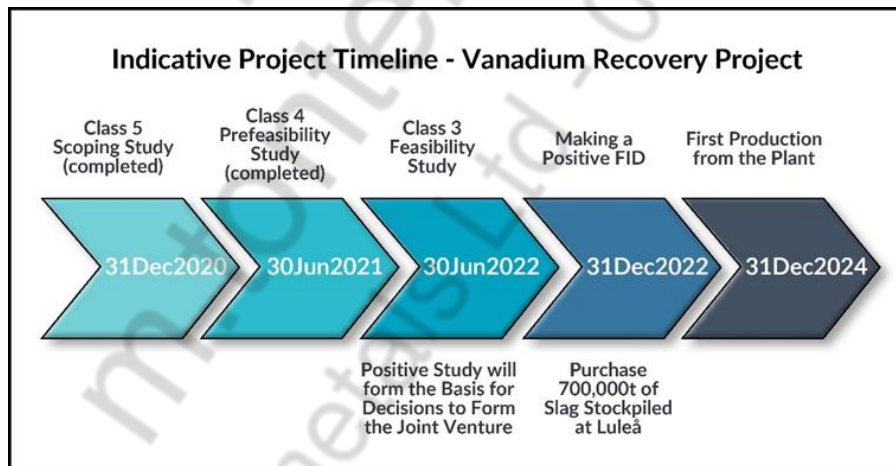 Indicative Project Timeline - Vanadium Recovery Project
Class 5
Scoping Study
(completed)
Class 4
Prefeasibility
Study
(completed)
Class 3
Feasibility
Study
Making a
Positive FID
First Production
from the Plant
31Dec2020
30Jun2021
30Jun2022
31Dec2022
31Dec2024
Positive Study will
form the Basis for
Decisions to Form
the Joint Venture
Purchase
700,000t of
Slag Stockpiled
at Luleå